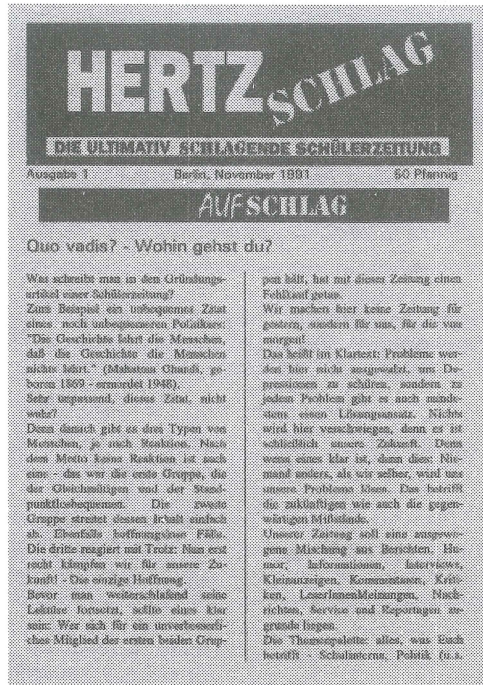 HERTZ
SCHLAG
DIE ULTIMATIV SCHLAGENDE SCHÜLERZEITUNG
Ausgabe 1 Berlin, November 1991 50 Pfennig
AUFSCHLAG
Quo vadis? - Wohin gehst du?
Was schreibt man in den Gründungs-
artikel einer Schülerzeitung?
Zum Beispiel ein unbequemes Zitat
eines noch unbequemeren Politikers:
"Die Geschichte lehrt die Menschen,
daß die Geschichte die Menschen
nichts lehrt." (Mahatma Ghandi, ge-
boren 1869 - ermordet 1948).
Sehr unpassend, dieses Zitat, nicht
wahr?
Denn danach gibt es drei Typen von
Menschen, je nach Reaktion. Nach
dem Motto keine Reaktion ist auch
eine - das war die erste Gruppe, die
der Gleichmütigen und der Stand-
punktlosbequemen. Die zweite
Gruppe streitet dessen Inhalt einfach
ab. Ebenfalls hoffnungslose Fälle.
Die dritte reagiert mit Trotz: Nun erst
recht kämpfen wir für unsere Zu-
kunft! - Die einzige Hoffnung.
Bevor man weiterschlafend seine
Lektüre fortsetzt, sollte eines klar
sein: Wer sich für ein unverbesserli-
ches Mitglied der ersten beiden Grup-
pen hält, hat mit dieser Zeitung einen
Fehlkauf getan.
Wir machen hier keine Zeitung für
gestern, sondern für uns, für die von
morgen!
Das heißt im Klartext: Probleme wer-
den hier nicht ausgewalzt, um De-
pressionen zu schüren, sondern zu
jedem Problem gibt es auch minde-
stens einen Lösungsansatz. Nichts
wird hier verschwiegen, denn es ist
schließlich unsere Zukunft. Denn
wenn eines klar ist, dann dies: Nie-
mand anders, als wir selber, wird uns
unsere Probleme lösen. Das betrifft
die zukünftigen wie auch die gegen-
wärtigen Mißstände.
Unserer Zeitung soll eine ausgewo-
gene Mischung aus Berichten, Hu-
mor, Informationen, Interviews,
Kleinanzeigen, Kommentaren, Kriti-
ken, LeserInnenMeinungen, Nach-
richten, Service und Reportagen zu-
grunde liegen.
Die Themenpalette: alles, was Euch
betrifft - Schulinterna, Politik (u.a.